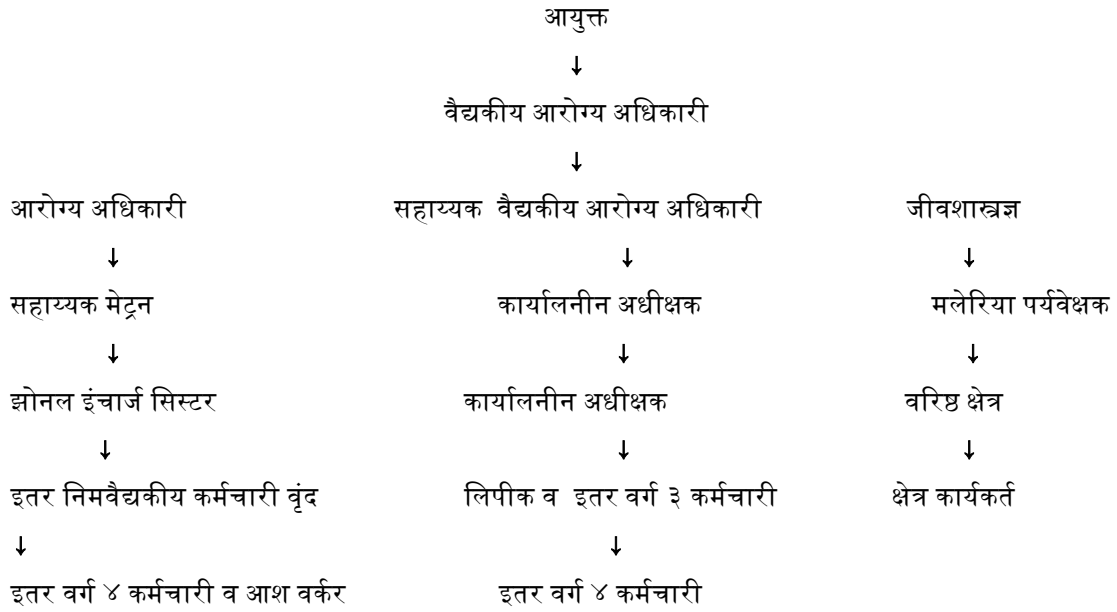 आयुक्त
↓
वैद्यकीय आरोग्य अधिकारी
↓
आरोग्य अधिकारी सहाय्यक वैद्यकीय आरोग्य अधिकारी जीवशास्त्रज्ञ
↓ ↓ ↓
सहाय्यक मेट्रन कार्यालनीन अधीक्षक मलेरिया पर्यवेक्षक
↓ ↓ ↓
झोनल इंचार्ज सिस्टर कार्यालनीन अधीक्षक वरिष्ठ क्षेत्र
↓ ↓ ↓
इतर निमवैद्यकीय कर्मचारी वृंद लिपीक व इतर वर्ग ३ कर्मचारी क्षेत्र कार्यकर्त
↓ ↓
इतर वर्ग ४ कर्मचारी व आश वर्कर इतर वर्ग ४ कर्मचारी